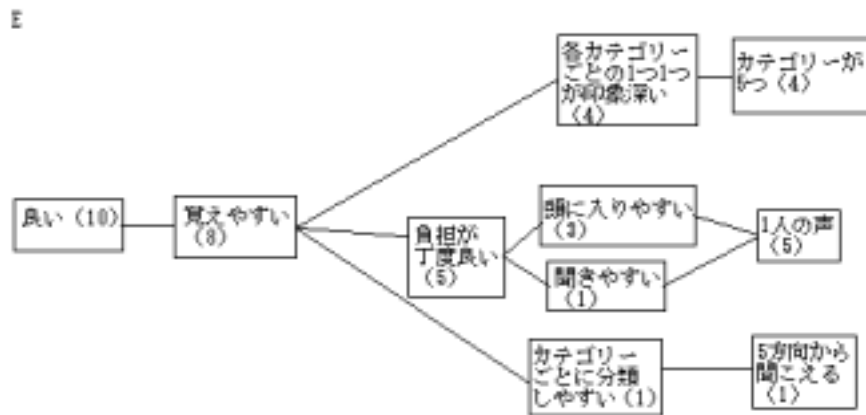 E
各カテゴリー
ごとの1つ1つ
が印象深い
（4）
カテゴリーが
5つ（4）
良い（10）
覚えやすい
（8）
負担が
丁度良い
（5）
頭に入りやすい
（3）
聞きやすい
（1）
1人の声
（5）
カテゴリー
ごとに分類
しやすい（1）
5方向から
聞こえる
（1）